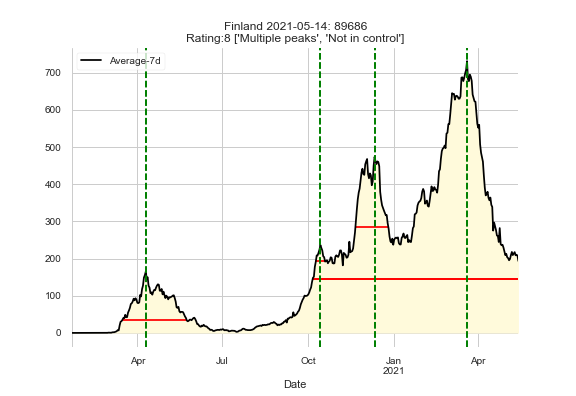 Finland 2021-05-14: 89686
Rating:8 ['Multiple peaks', 'Not in control']
Average-7d
700
600
500
400
300
200
100
0
Apr
Jul
Oct
Jan
2021
Apr
Date